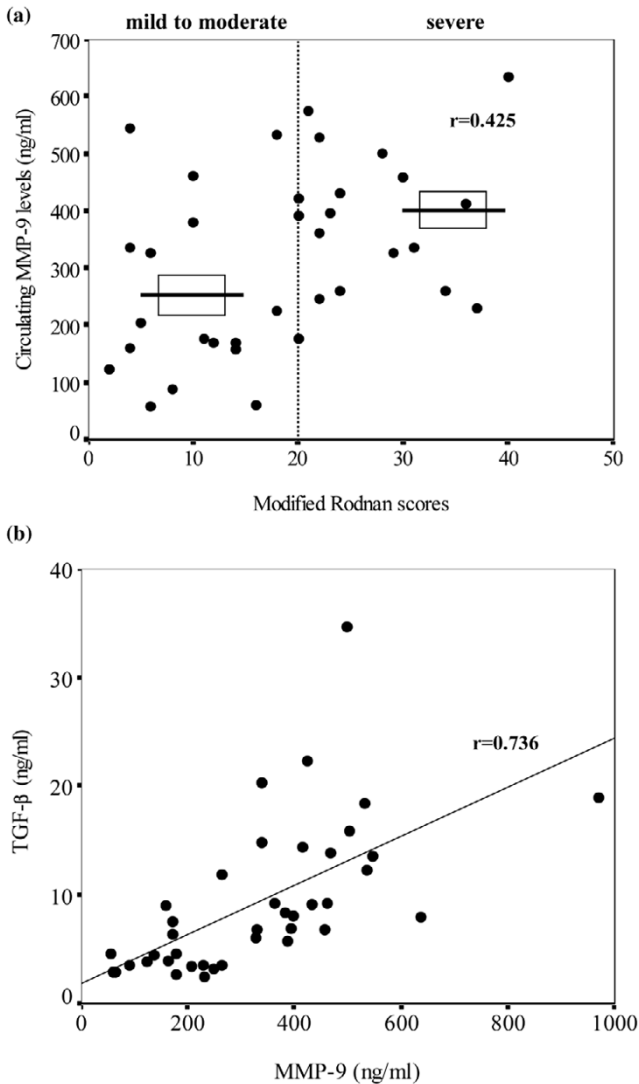 (a)
mild to moderate severe
700
600
500
400
300
200
100
0
Circulating MMP-9 levels (ng/ml)
r=0.425
0 10 20 30 40 50
Modified Rodnan scores
(b)
40
30
20
10
0
TGF-β (ng/ml)
r=0.736
0 200 400 600 800 1000
MMP-9 (ng/ml)